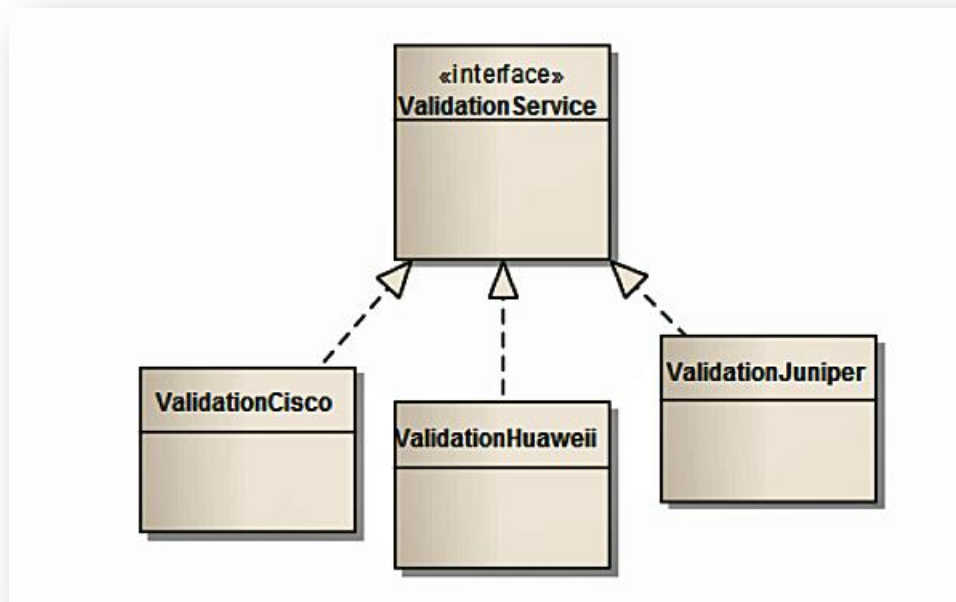 «interface»
ValidationService
ValidationCisco
ValidationHuaweii
ValidationJuniper